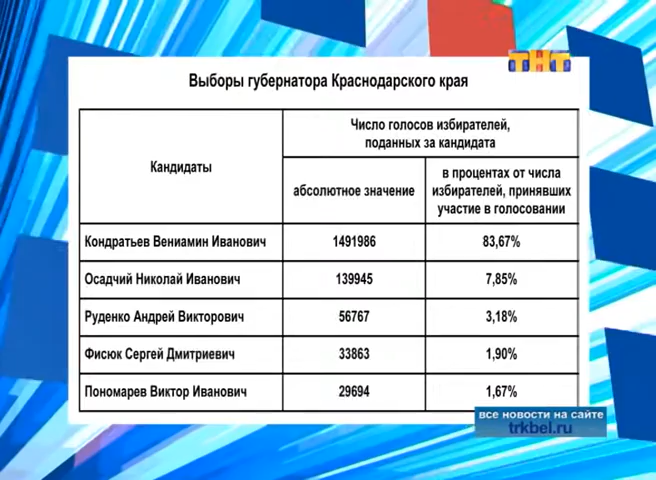 ТНТ
Выборы губернатора Краснодарского края
Кандидаты
Число голосов избирателей,
поданных за кандидата
абсолютное значение
в процентах от числа
избирателей, принявших
участие в голосовании
Кондратьев Вениамин Иванович 1491986 83,67%
Осадчий Николай Иванович 139945 7,85%
Руденко Андрей Викторович 56767 3,18%
Фисюк Сергей Дмитриевич 33863 1,90%
Пономарев Виктор Иванович 29694 1,67%
все новости на сайте
trkbel.ru